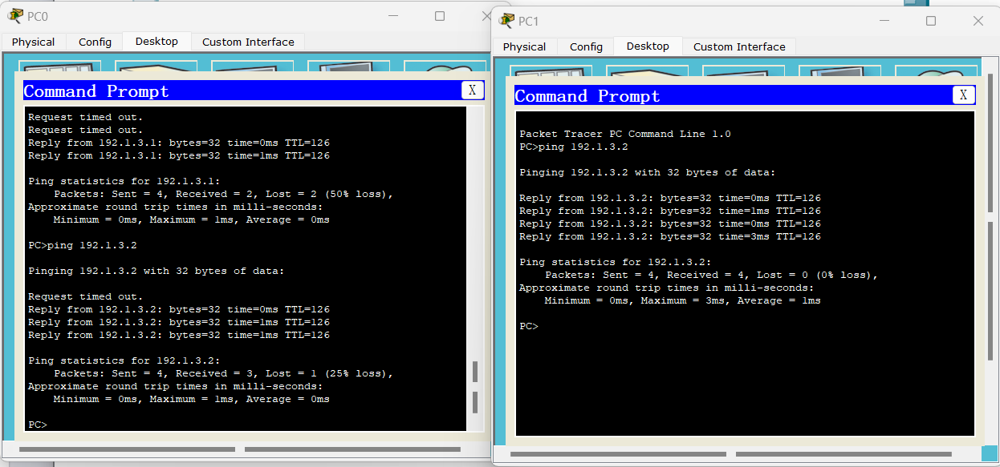 PC0
Physical Config Desktop Custom Interface
Command Prompt X
Request timed out.
Request timed out.
Reply from 192.1.3.1: bytes=32 time=0ms TTL=126
Reply from 192.1.3.1: bytes=32 time=1ms TTL=126
Ping statistics for 192.1.3.1:
Packets: Sent = 4, Received = 2, Lost = 2 (50% loss),
Approximate round trip times in milli-seconds:
Minimum = 0ms, Maximum = 1ms, Average = 0ms
PC>ping 192.1.3.2
Pinging 192.1.3.2 with 32 bytes of data:
Request timed out.
Reply from 192.1.3.2: bytes=32 time=0ms TTL=126
Reply from 192.1.3.2: bytes=32 time=1ms TTL=126
Reply from 192.1.3.2: bytes=32 time=1ms TTL=126
Ping statistics for 192.1.3.2:
Packets: Sent = 4, Received = 3, Lost = 1 (25% loss),
Approximate round trip times in milli-seconds:
Minimum = 0ms, Maximum = 1ms, Average = 0ms
PC>
PC1
Physical Config Desktop Custom Interface
Command Prompt X
Packet Tracer PC Command Line 1.0
PC>ping 192.1.3.2
Pinging 192.1.3.2 with 32 bytes of data:
Reply from 192.1.3.2: bytes=32 time=0ms TTL=126
Reply from 192.1.3.2: bytes=32 time=1ms TTL=126
Reply from 192.1.3.2: bytes=32 time=0ms TTL=126
Reply from 192.1.3.2: bytes=32 time=3ms TTL=126
Ping statistics for 192.1.3.2:
Packets: Sent = 4, Received = 4, Lost = 0 (0% loss),
Approximate round trip times in milli-seconds:
Minimum = 0ms, Maximum = 3ms, Average = 1ms
PC>